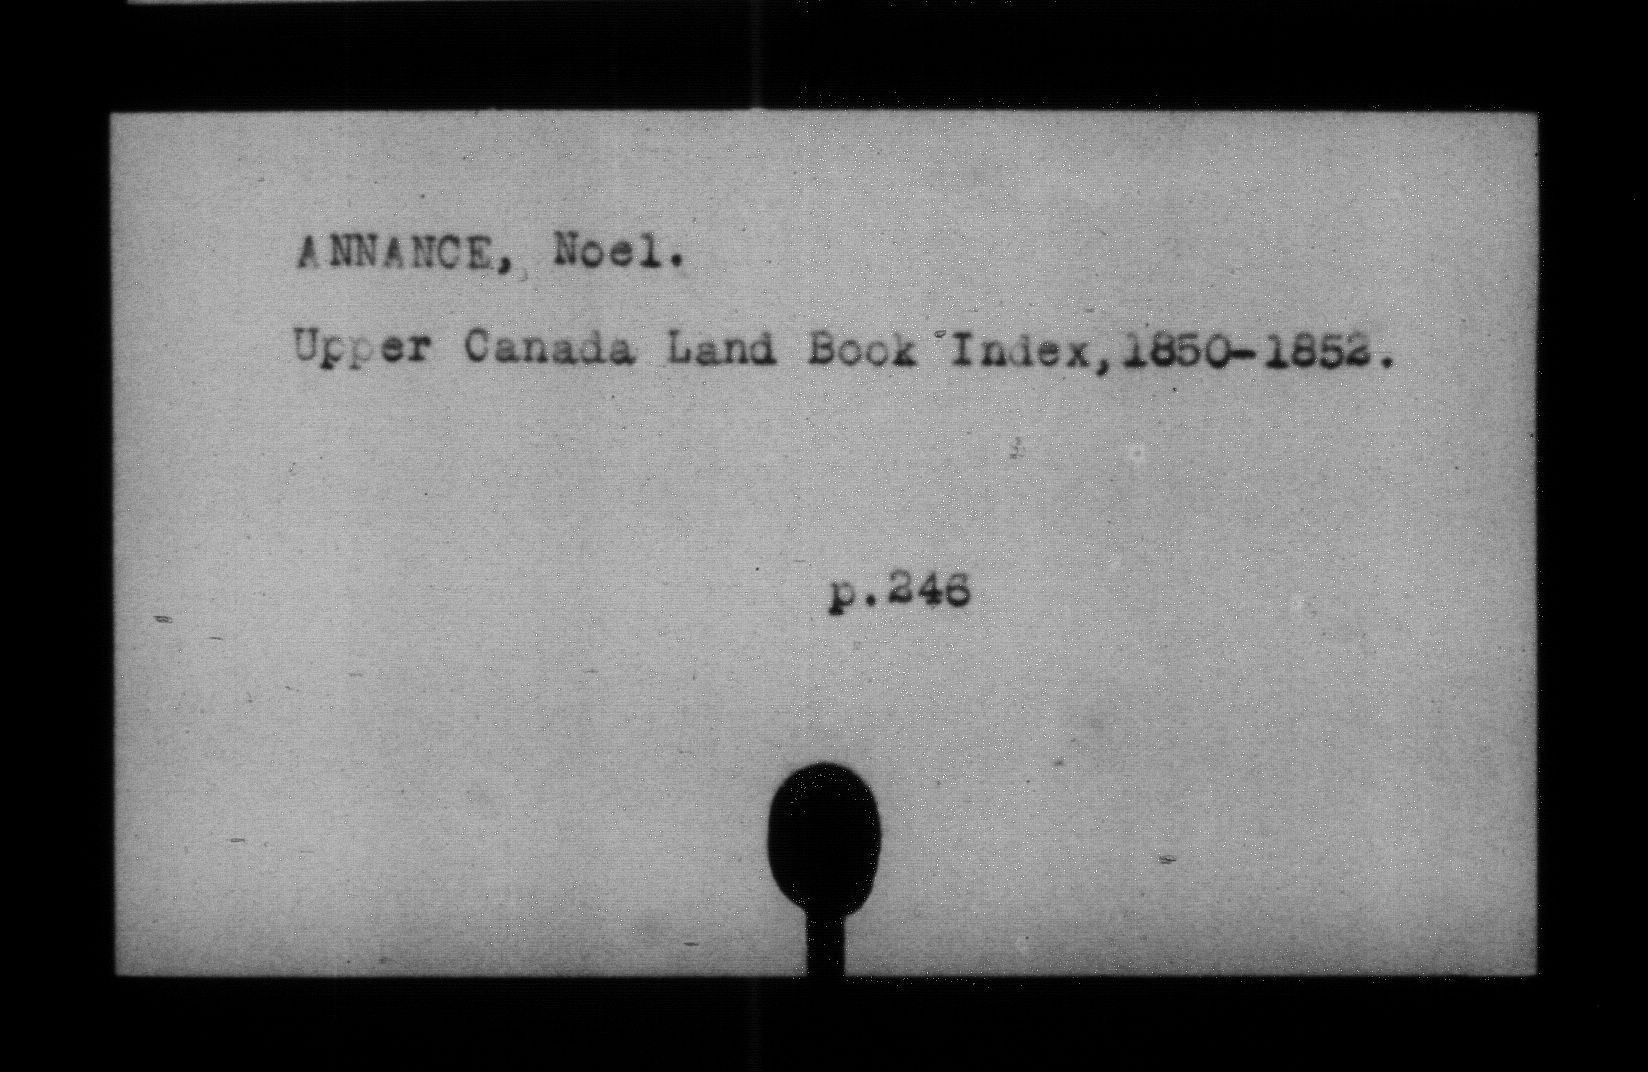 ANNANCE, Noel.
Upper Canada Land Book Index,1850-1852.
p.246